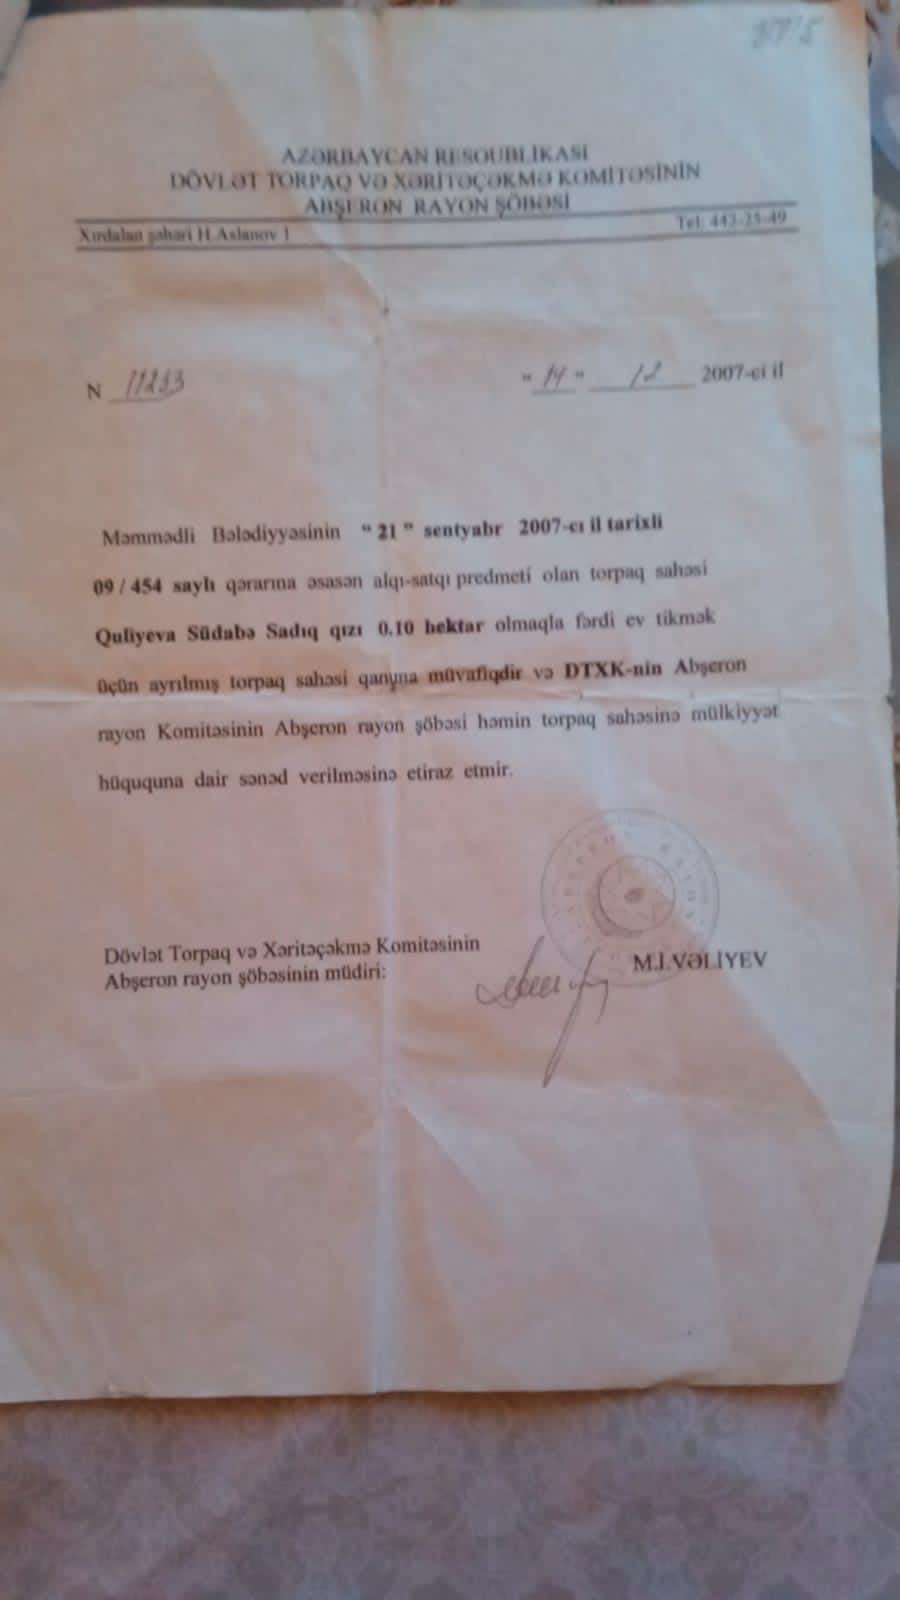 AZƏRBAYCAN RESOUBLIKASI
DÖVLƏT TORPAQ VƏ XƏRİTƏÇƏKMƏ KOMİTƏSİNİN
ABŞERON RAYON ŞÖBƏSİ
Xırdalan şəhəri H.Aslanov 1 Tel: 442-25-49
N 11233 " 14 " 12 2007-ci il
Məmmədli Bələdiyyəsinin " 21 " sentyabr 2007-cı il tarixli
09 / 454 saylı qərarına əsasən alqı-satqı predmeti olan torpaq sahəsi
Quliyeva Südabə Sadıq qızı 0.10 hektar olmaqla fərdi ev tikmək
üçün ayrılmış torpaq sahəsi qanuna müvafiqdir və DTXK-nin Abşeron
rayon Komitəsinin Abşeron rayon şöbəsi həmin torpaq sahəsinə mülkiyyət
hüququna dair sənəd verilməsinə etiraz etmir.
Dövlət Torpaq və Xəritəçəkmə Komitəsinin
Abşeron rayon şöbəsinin müdiri: M.İ.VƏLİYEV